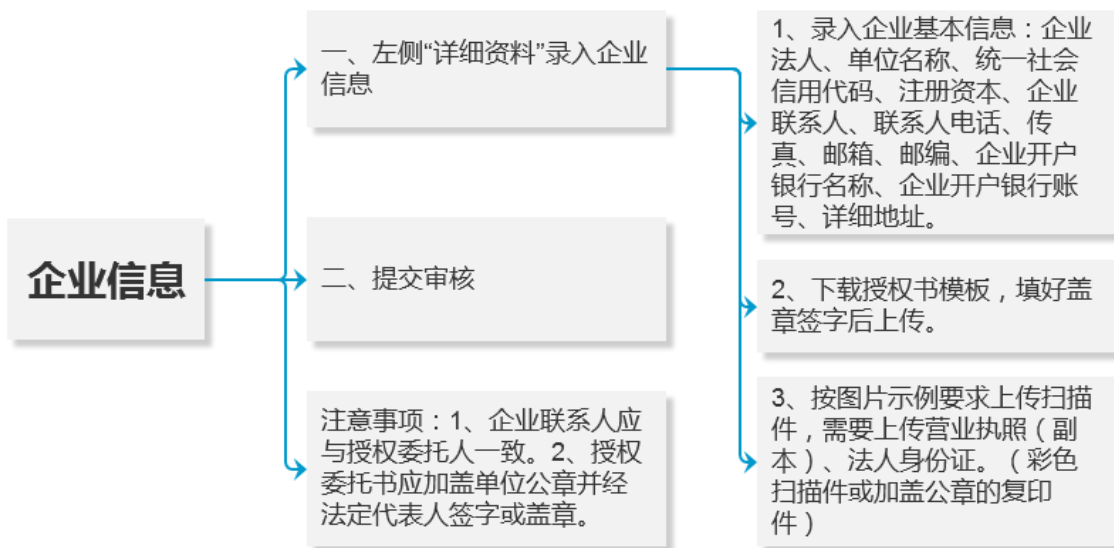 企业信息
一、左侧“详细资料”录入企业
信息
二、提交审核
注意事项：1、企业联系人应
与授权委托人一致。2、授权
委托书应加盖单位公章并经
法定代表人签字或盖章。
1、录入企业基本信息：企业
法人、单位名称、统一社会
信用代码、注册资本、企业
联系人、联系人电话、传
真、邮箱、邮编、企业开户
银行名称、企业开户银行账
号、详细地址。
2、下载授权书模板，填好盖
章签字后上传。
3、按图片示例要求上传扫描
件，需要上传营业执照（副
本）、法人身份证。（彩色
扫描件或加盖公章的复印
件）